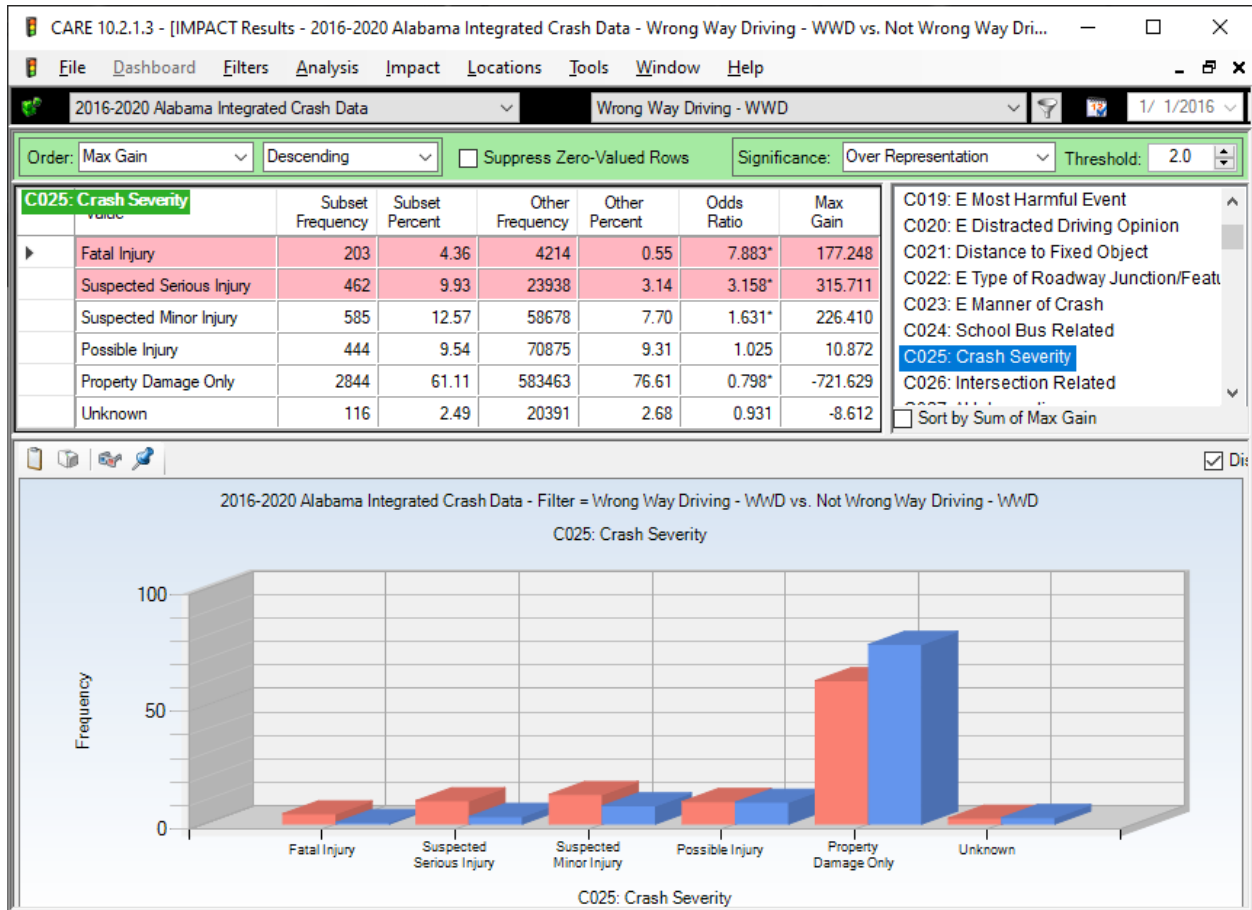 CARE 10.2.1.3 - [IMPACT Results - 2016-2020 Alabama Integrated Crash Data - Wrong Way Driving - WWD vs. Not Wrong Way Dri...
File Dashboard Filters Analysis Impact Locations Tools Window Help
2016-2020 Alabama Integrated Crash Data Wrong Way Driving - WWD 1/ 1/2016
Order: Max Gain Descending Suppress Zero-Valued Rows Significance: Over Representation Threshold: 2.0
C025: Crash Severity Subset Frequency Subset Percent Other Frequency Other Percent Odds Ratio Max Gain
Fatal Injury 203 4.36 4214 0.55 7.883* 177.248
Suspected Serious Injury 462 9.93 23938 3.14 3.158* 315.711
Suspected Minor Injury 585 12.57 58678 7.70 1.631* 226.410
Possible Injury 444 9.54 70875 9.31 1.025 10.872
Property Damage Only 2844 61.11 583463 76.61 0.798* -721.629
Unknown 116 2.49 20391 2.68 0.931 -8.612
C019: E Most Harmful Event
C020: E Distracted Driving Opinion
C021: Distance to Fixed Object
C022: E Type of Roadway Junction/Featu
C023: E Manner of Crash
C024: School Bus Related
C025: Crash Severity
C026: Intersection Related
Sort by Sum of Max Gain
Dis
2016-2020 Alabama Integrated Crash Data - Filter = Wrong Way Driving - WWD vs. Not Wrong Way Driving - WWD
C025: Crash Severity
Frequency
100
50
0
Fatal Injury
Suspected Serious Injury
Suspected Minor Injury
Possible Injury
Property Damage Only
Unknown
C025: Crash Severity